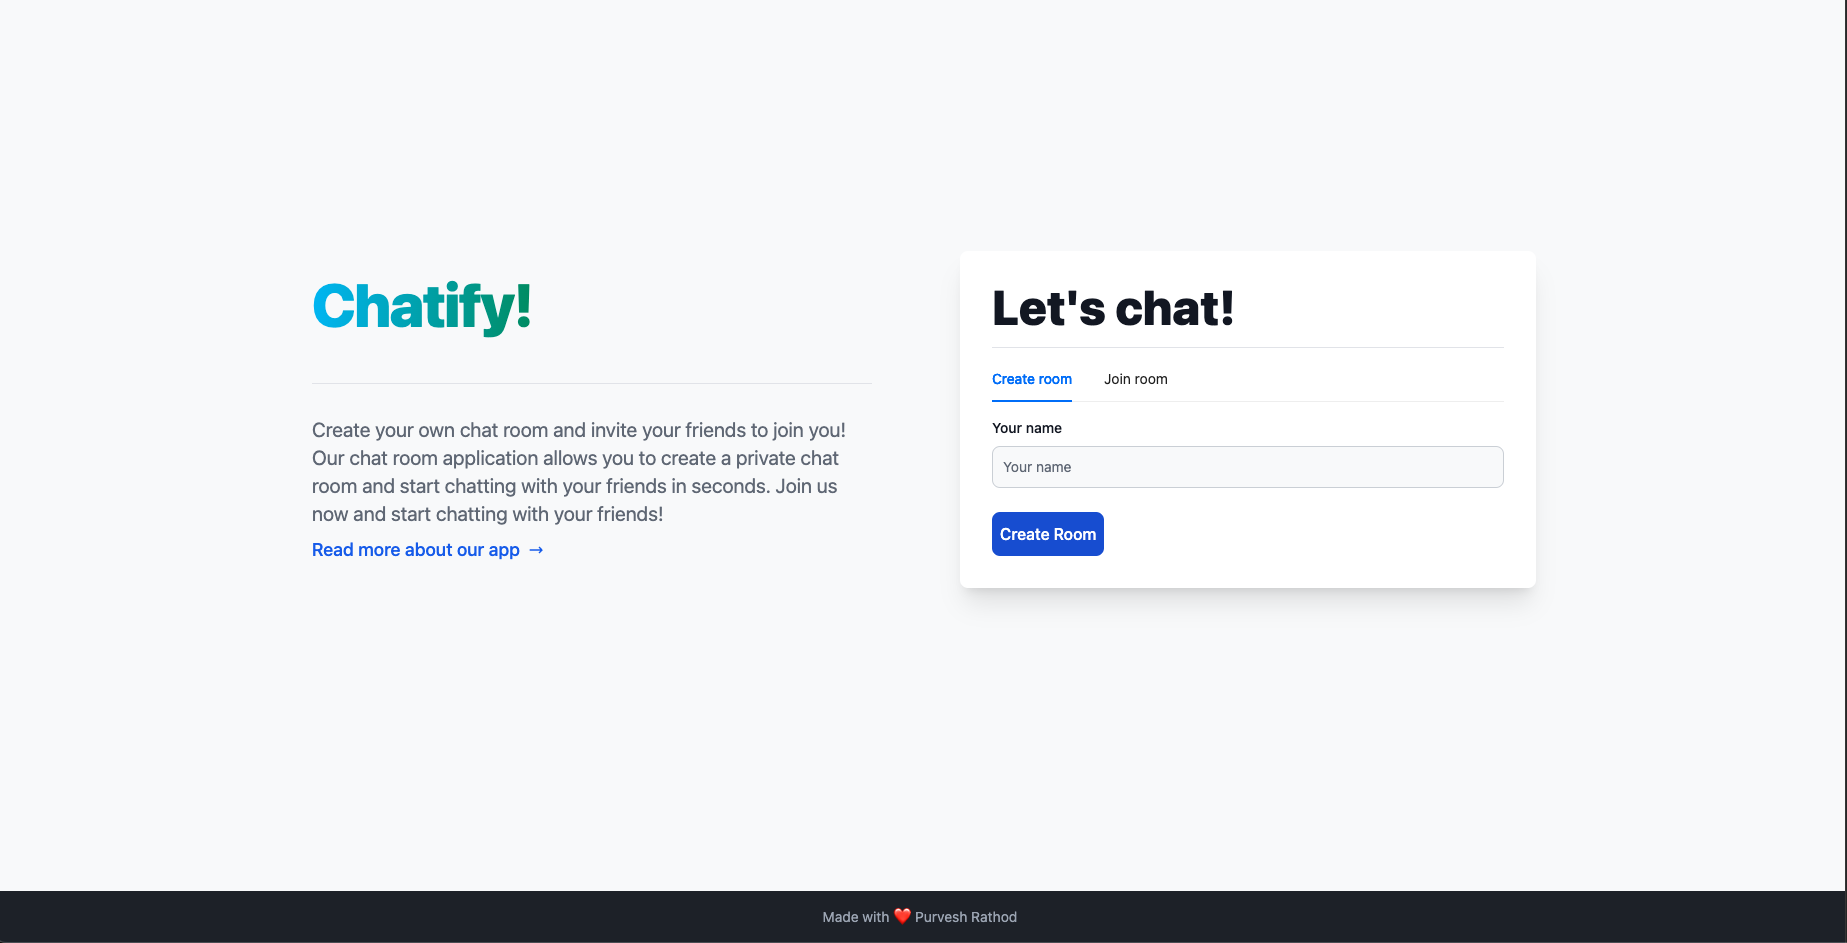 Chatify!
Create your own chat room and invite your friends to join you!
Our chat room application allows you to create a private chat
room and start chatting with your friends in seconds. Join us
now and start chatting with your friends!
Read more about our app →
Let's chat!
Create room Join room
Your name
Your name
Create Room
Made with ❤️ Purvesh Rathod